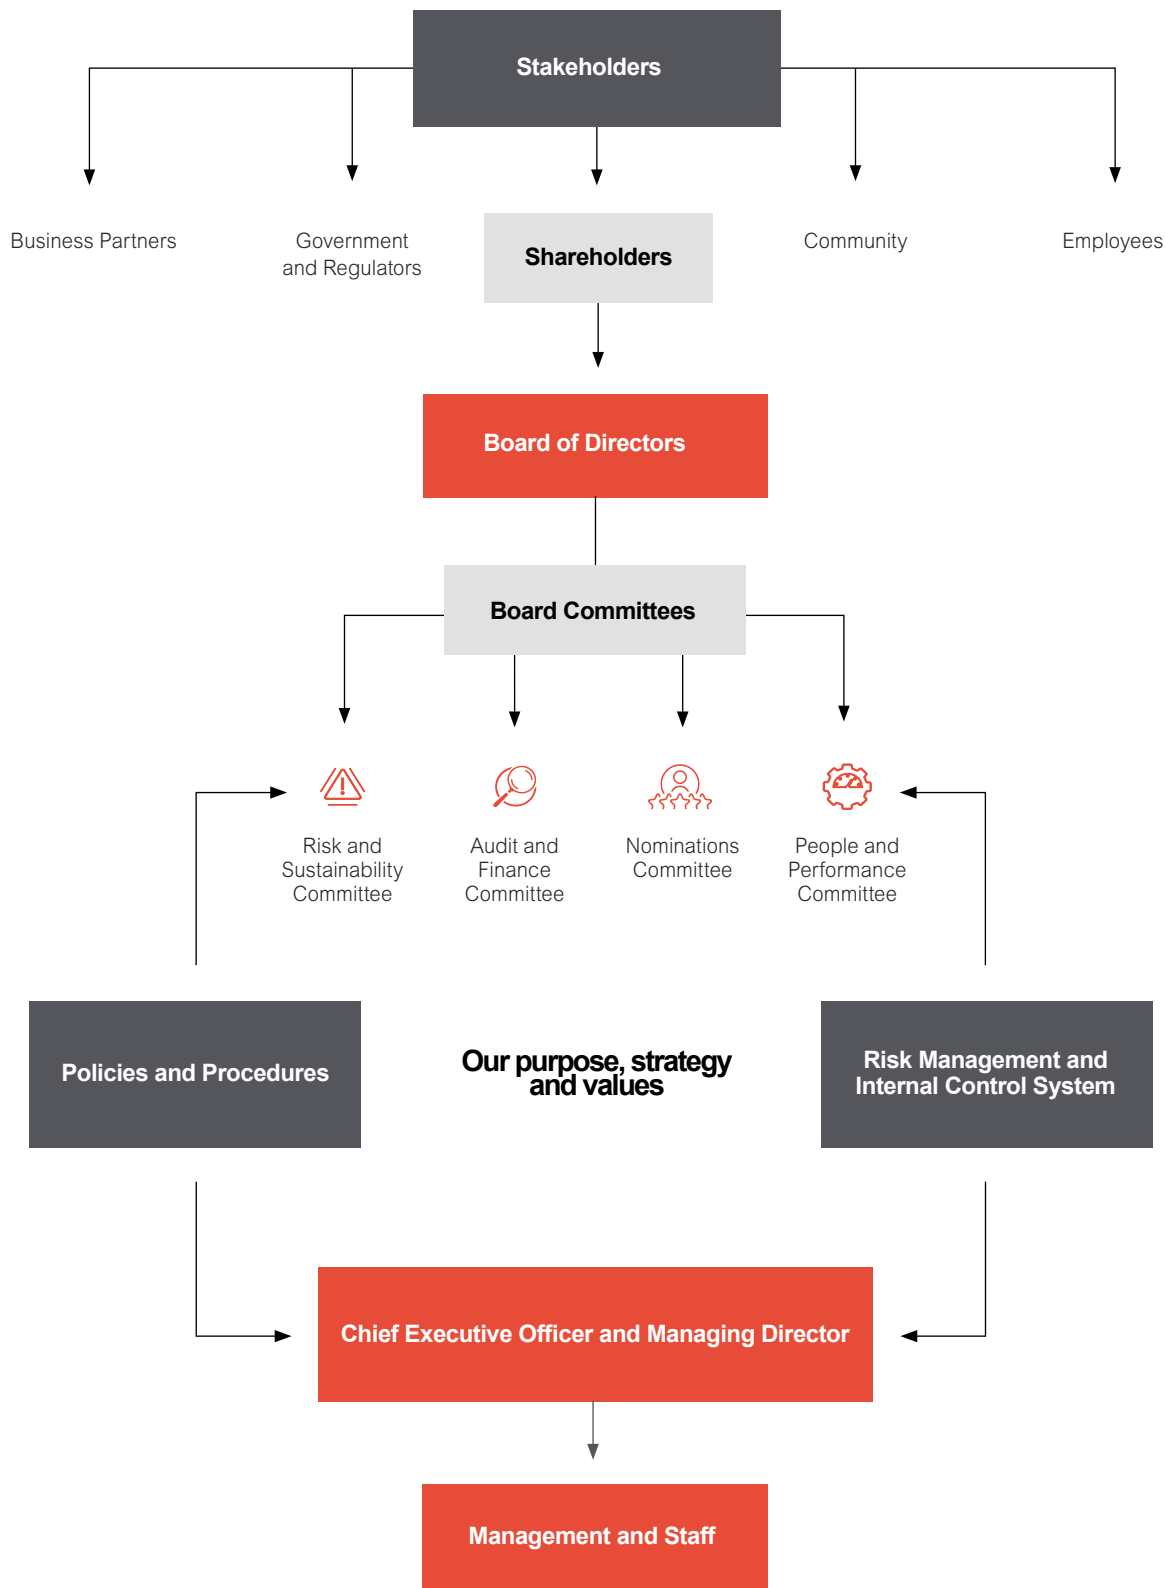 Stakeholders
Business Partners
Government
and Regulators
Shareholders
Community
Employees
Board of Directors
Board Committees
Risk and
Sustainability
Committee
Audit and
Finance
Committee
Nominations
Committee
People and
Performance
Committee
Policies and Procedures
Our purpose, strategy
and values
Risk Management and
Internal Control System
Chief Executive Officer and Managing Director
Management and Staff